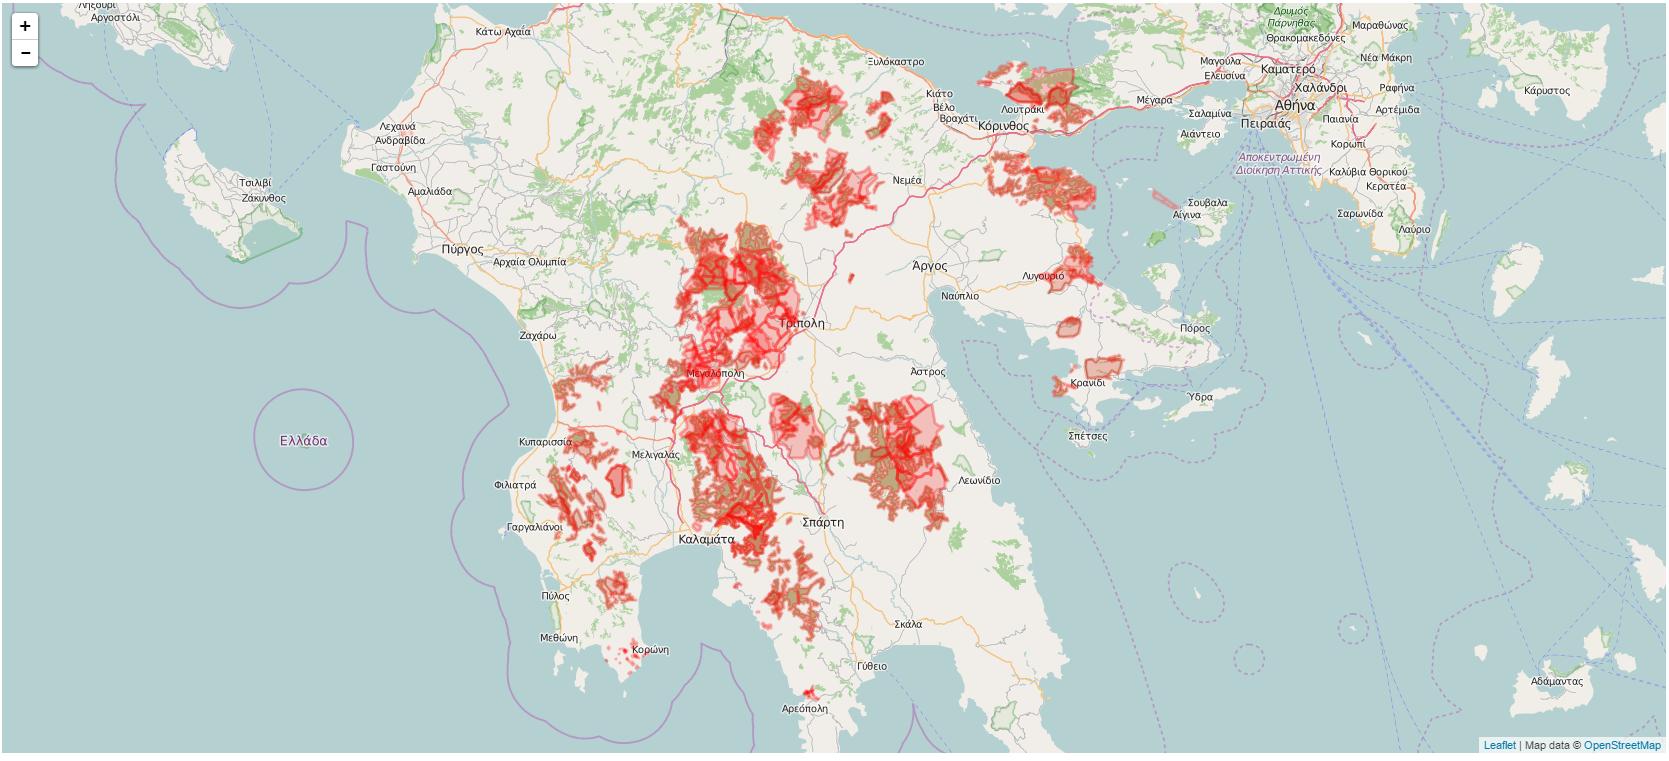 Ληξούρι
Αργοστόλι
+
−
Κάτω Αχαΐα
Δρυμός
Πάρνηθας
Θρακομακεδόνες
Μαραθώνας
Ξυλόκαστρο
Μαγούλα
Ελευσίνα
Καματερό
Νέα Μάκρη
Χαλάνδρι
Ραφήνα
Κάρυστος
Κιάτο
Βέλο
Βραχάτι
Λουτράκι
Κόρινθος
Μέγαρα
Αθήνα
Αρτέμιδα
Σαλαμίνα
Πειραιάς
Παιανία
Αιάντειο
Κορωπί
Λεχαινά
Ανδραβίδα
Γαστούνη
Αποκεντρωμένη
Διοίκηση Αττικής
Καλύβια Θορικού
Κερατέα
Τσιλιβί
Ζάκυνθος
Αμαλιάδα
Νεμέα
Σουβαλα
Αίγινα
Σαρωνίδα
Λαύριο
Πύργος
Αρχαία Ολυμπία
Άργος
Λυγουριό
Ναύπλιο
Ζαχάρω
Τρίπολη
Πόρος
Μεγαλόπολη
Άστρος
Κρανίδι
Ύδρα
Σπέτσες
Ελλάδα
Κυπαρισσία
Μελιγαλάς
Φιλιατρά
Λεωνίδιο
Γαργαλιάνοι
Σπάρτη
Καλαμάτα
Πύλος
Σκάλα
Μεθώνη
Κορώνη
Γύθειο
Αδάμαντας
Αρεόπολη
Leaflet | Map data © OpenStreetMap